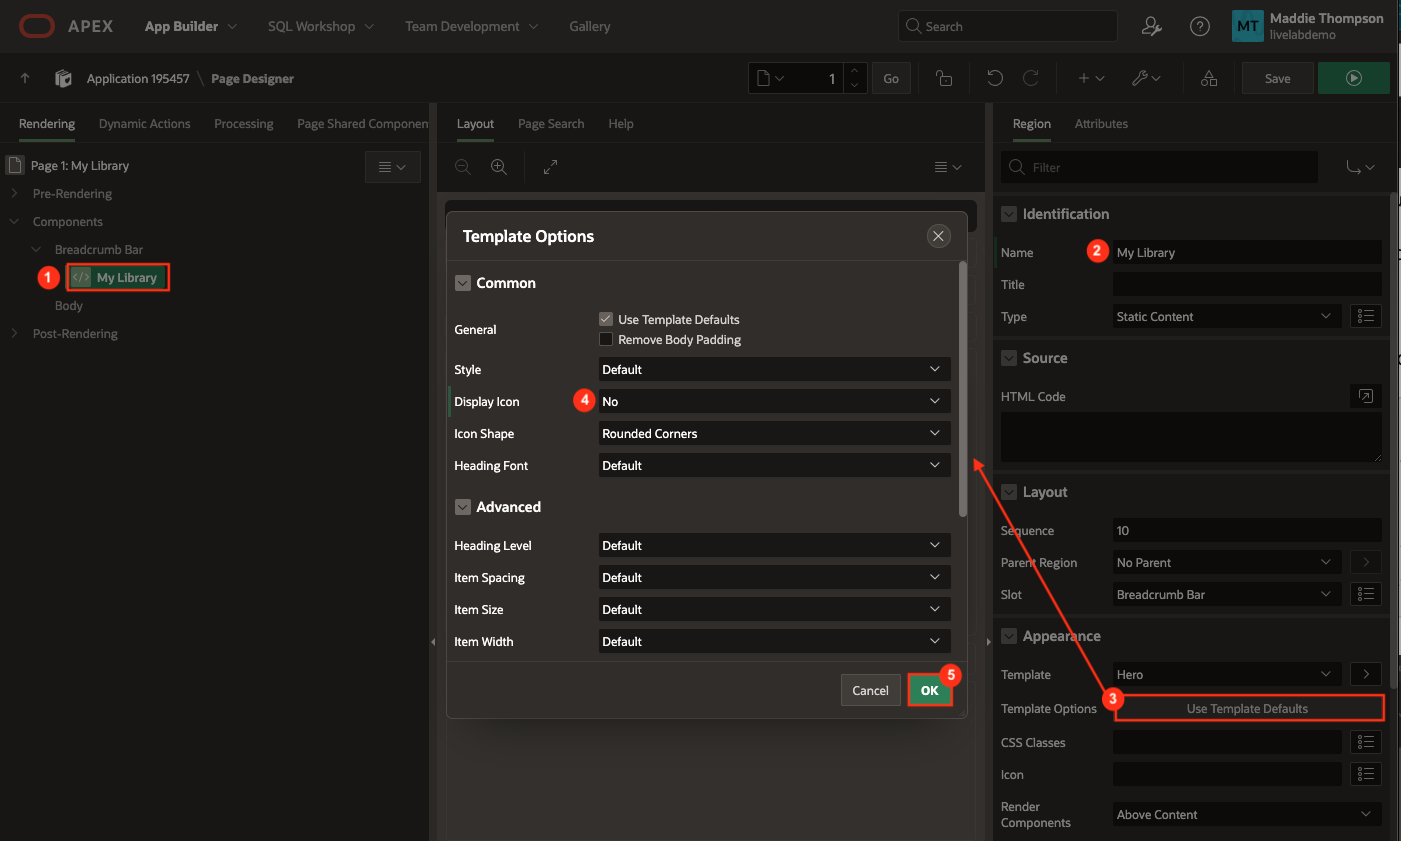 APEX App Builder SQL Workshop Team Development Gallery Search MT Maddie Thompson
livelabdemo
Application 195457 \ Page Designer 1 Go Save
Rendering Dynamic Actions Processing Page Shared Componen
Page 1: My Library
Pre-Rendering
Components
Breadcrumb Bar
1 </> My Library
Body
Post-Rendering
Layout Page Search Help
Template Options
Common
General Use Template Defaults
Remove Body Padding
Style Default
Display Icon 4 No
Icon Shape Rounded Corners
Heading Font Default
Advanced
Heading Level Default
Item Spacing Default
Item Size Default
Item Width Default
Cancel OK 5
Region Attributes
Filter
Identification
Name 2 My Library
Title
Type Static Content
Source
HTML Code
Layout
Sequence 10
Parent Region No Parent
Slot Breadcrumb Bar
Appearance
Template Hero
Template Options 3 Use Template Defaults
CSS Classes
Icon
Render
Components Above Content